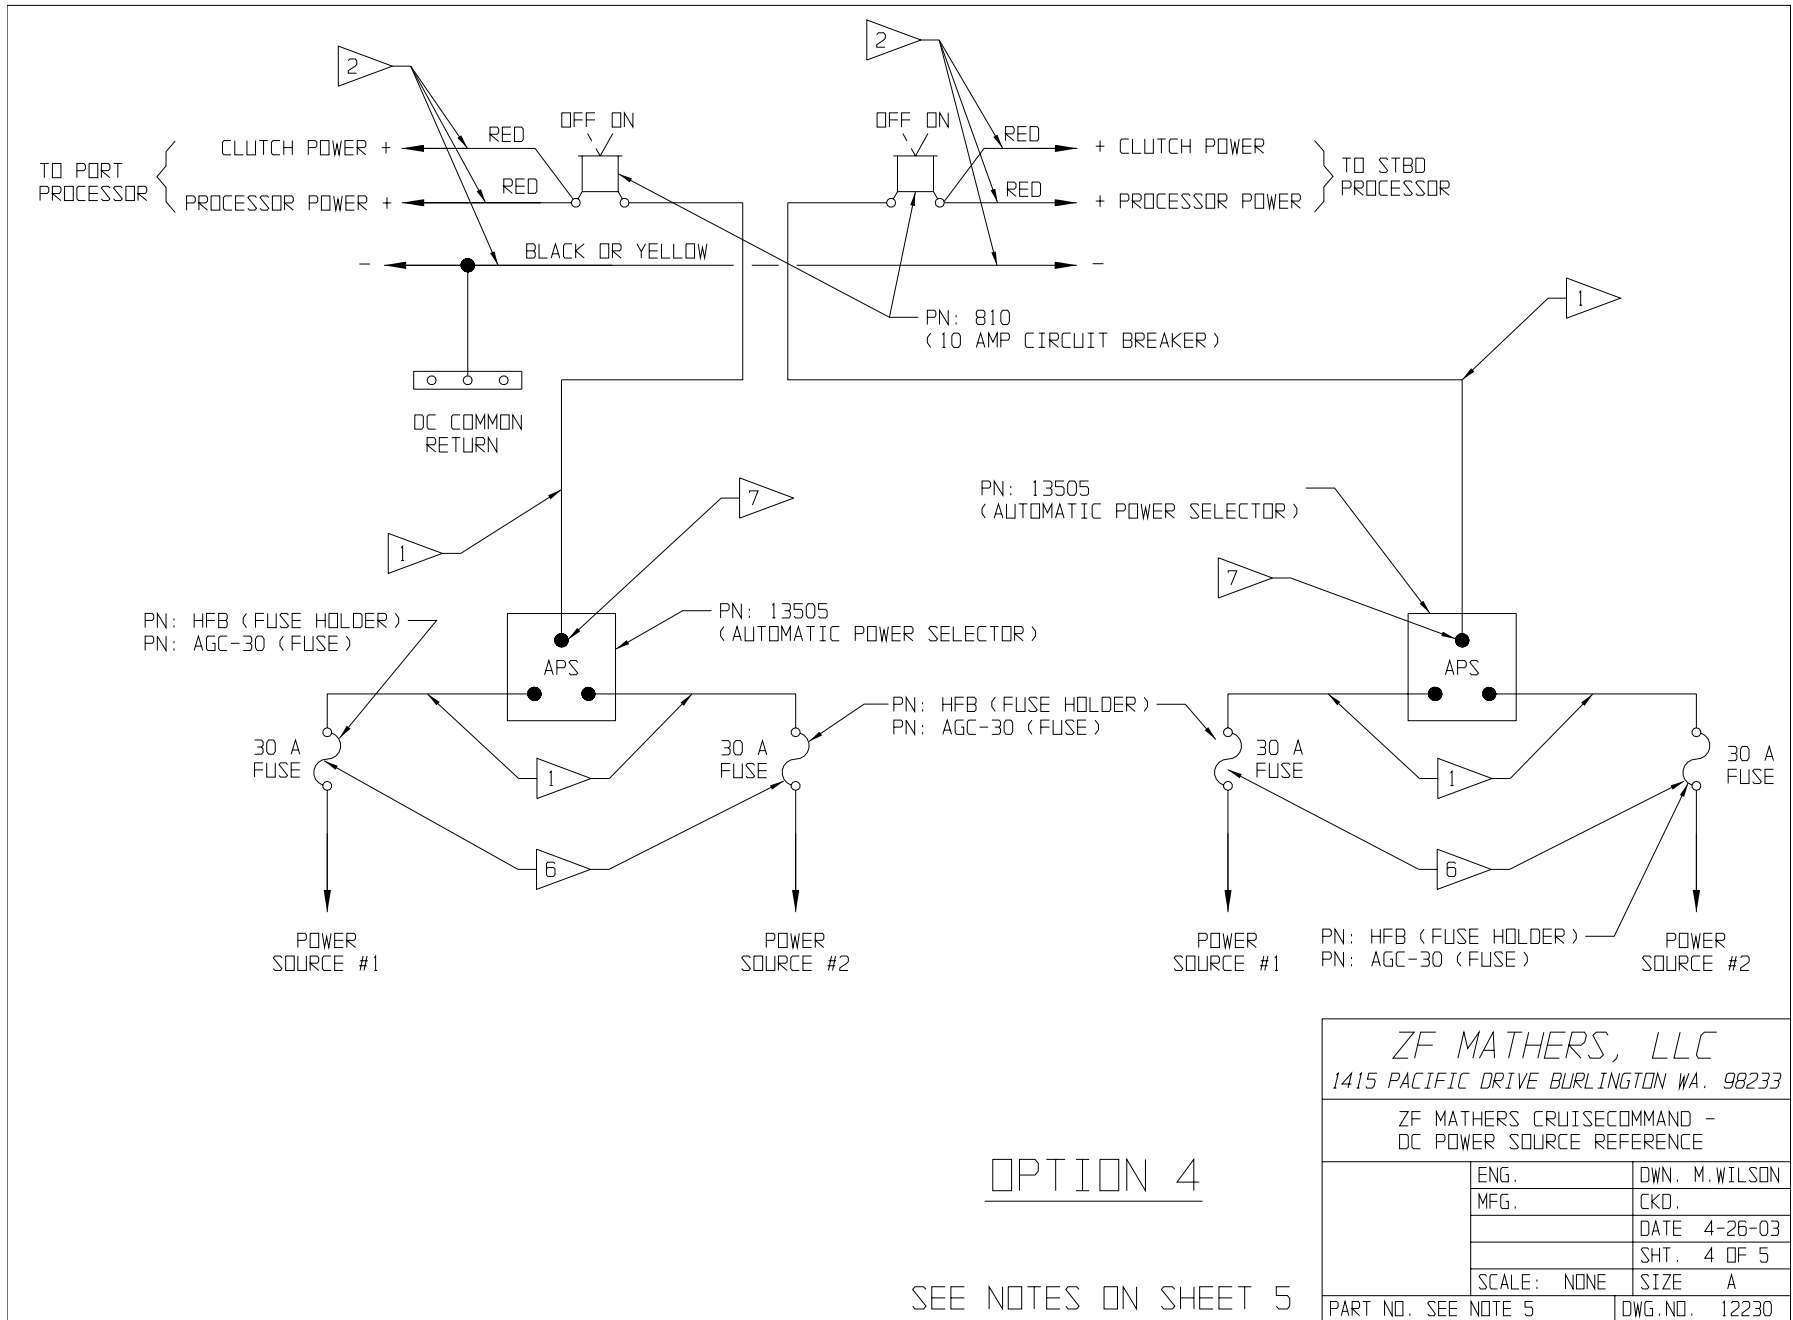 2
2
OFF ON
OFF ON
RED
RED
CLUTCH POWER +
+ CLUTCH POWER
TO PORT
PROCESSOR
TO STBD
PROCESSOR
RED
RED
PROCESSOR POWER +
+ PROCESSOR POWER
BLACK OR YELLOW
-
-
1
PN: 810
(10 AMP CIRCUIT BREAKER)
DC COMMON
RETURN
7
PN: 13505
(AUTOMATIC POWER SELECTOR)
1
7
PN: HFB (FUSE HOLDER)
PN: AGC-30 (FUSE)
PN: 13505
(AUTOMATIC POWER SELECTOR)
APS
APS
PN: HFB (FUSE HOLDER)
PN: AGC-30 (FUSE)
30 A
FUSE
30 A
FUSE
30 A
FUSE
30 A
FUSE
1
1
6
6
POWER
SOURCE #1
POWER
SOURCE #2
POWER
SOURCE #1
PN: HFB (FUSE HOLDER)
PN: AGC-30 (FUSE)
POWER
SOURCE #2
ZF MATHERS, LLC
1415 PACIFIC DRIVE BURLINGTON WA. 98233
ZF MATHERS CRUISECOMMAND -
DC POWER SOURCE REFERENCE
OPTION 4
ENG. DWN. M.WILSON
MFG. CKD.
DATE 4-26-03
SHT. 4 OF 5
SCALE: NONE SIZE A
SEE NOTES ON SHEET 5
PART NO. SEE NOTE 5 DWG.NO. 12230